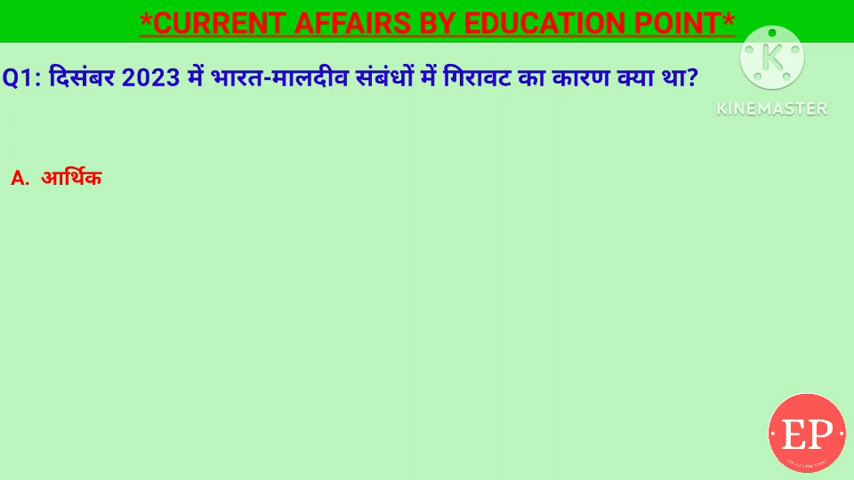 *CURRENT AFFAIRS BY EDUCATION POINT*
Q1: दिसंबर 2023 में भारत-मालदीव संबंधों में गिरावट का कारण क्या था?
K
KINEMASTER
A. आर्थिक
EP